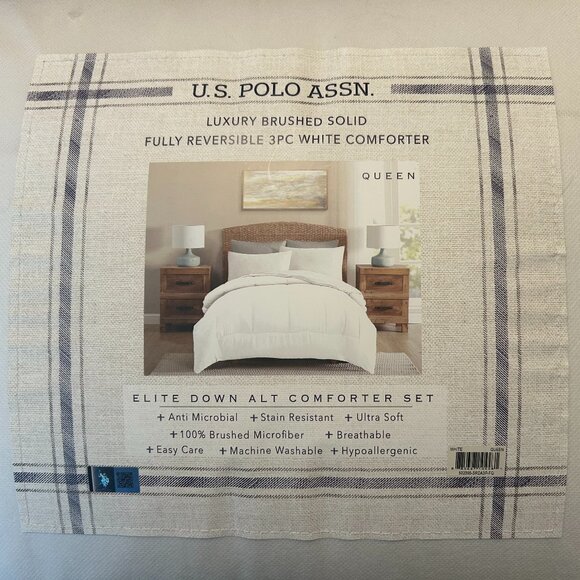 U.S. POLO ASSN.
LUXURY BRUSHED SOLID
FULLY REVERSIBLE 3PC WHITE COMFORTER
QUEEN
ELITE DOWN ALT COMFORTER SET
+ Anti Microbial + Stain Resistant + Ultra Soft
+ 100% Brushed Microfiber + Breathable
+ Easy Care + Machine Washable + Hypoallergenic
WHITE QUEEN